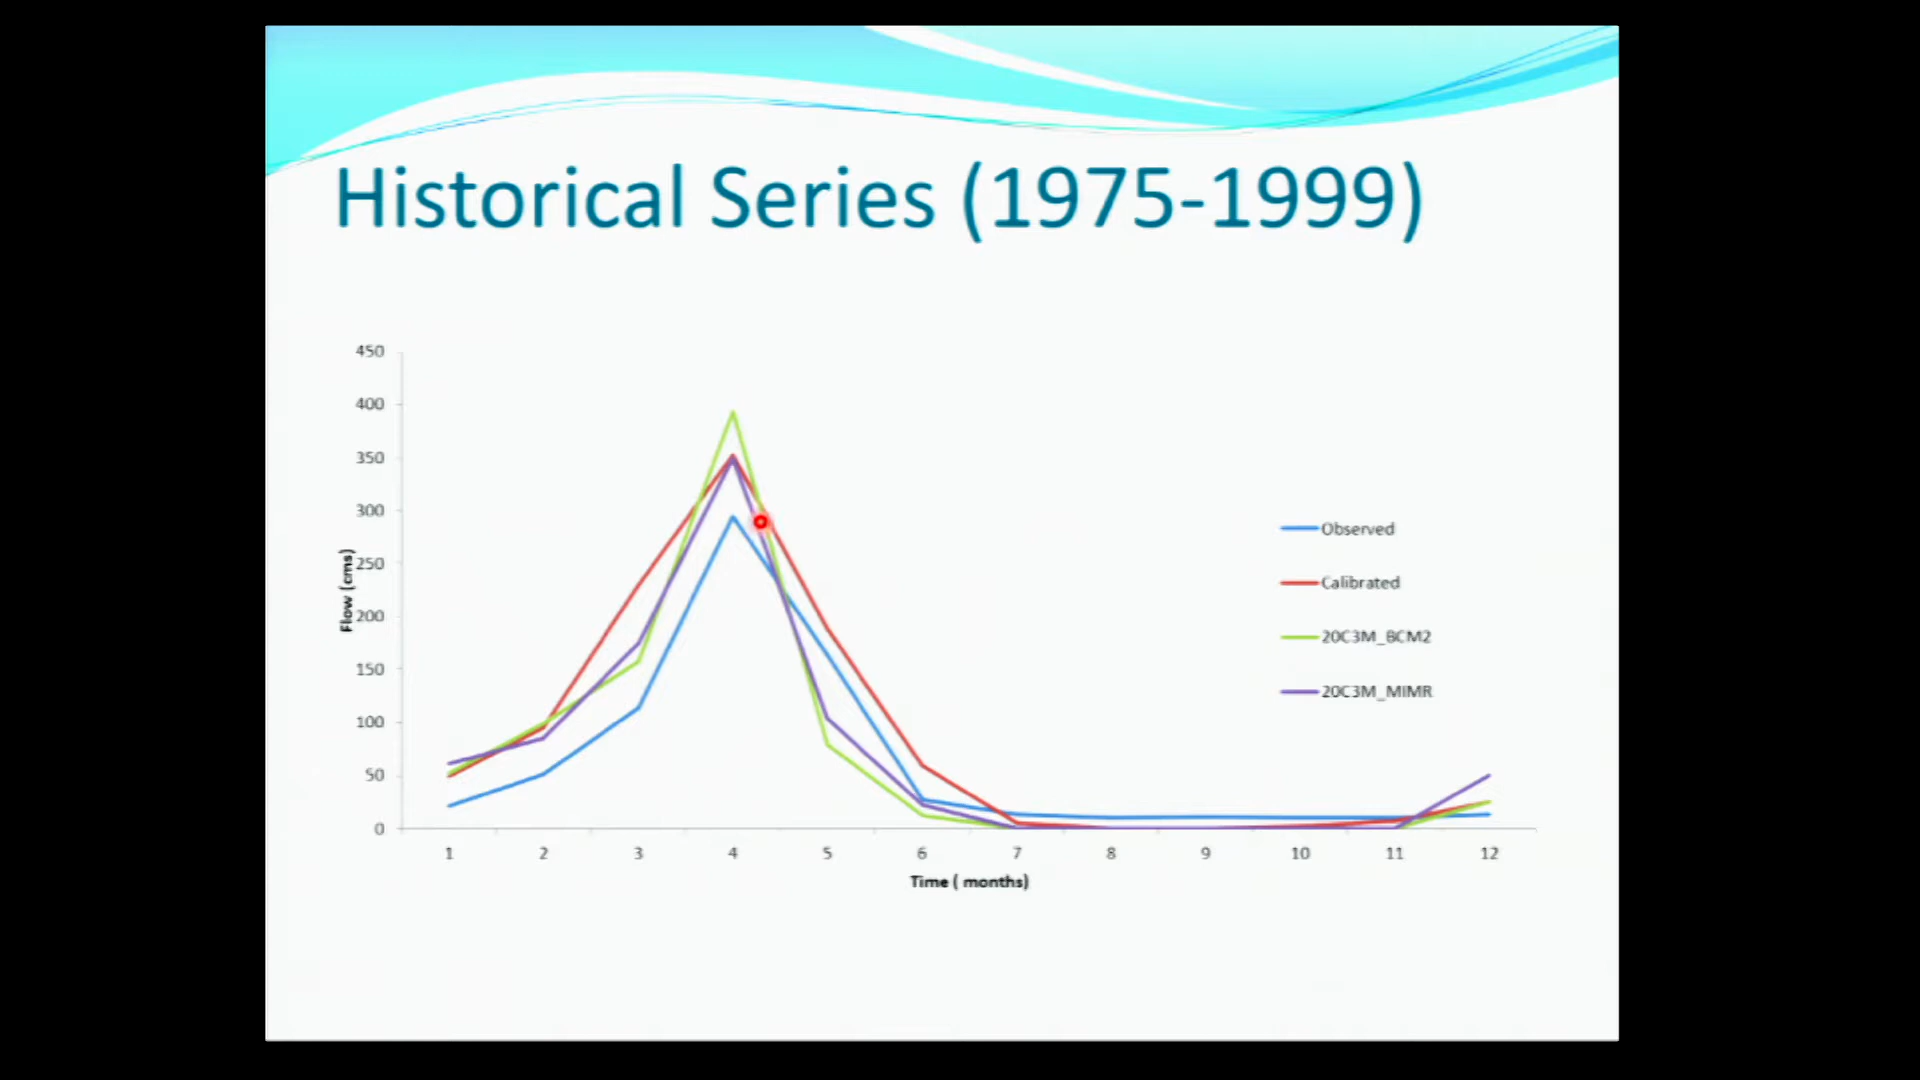 Historical Series (1975-1999)
450
400
350
300
250
200
150
100
50
0
Flow (cms)
1 2 3 4 5 6 7 8 9 10 11 12
Time ( months)
Observed
Calibrated
20C3M_BCM2
20C3M_MIMR